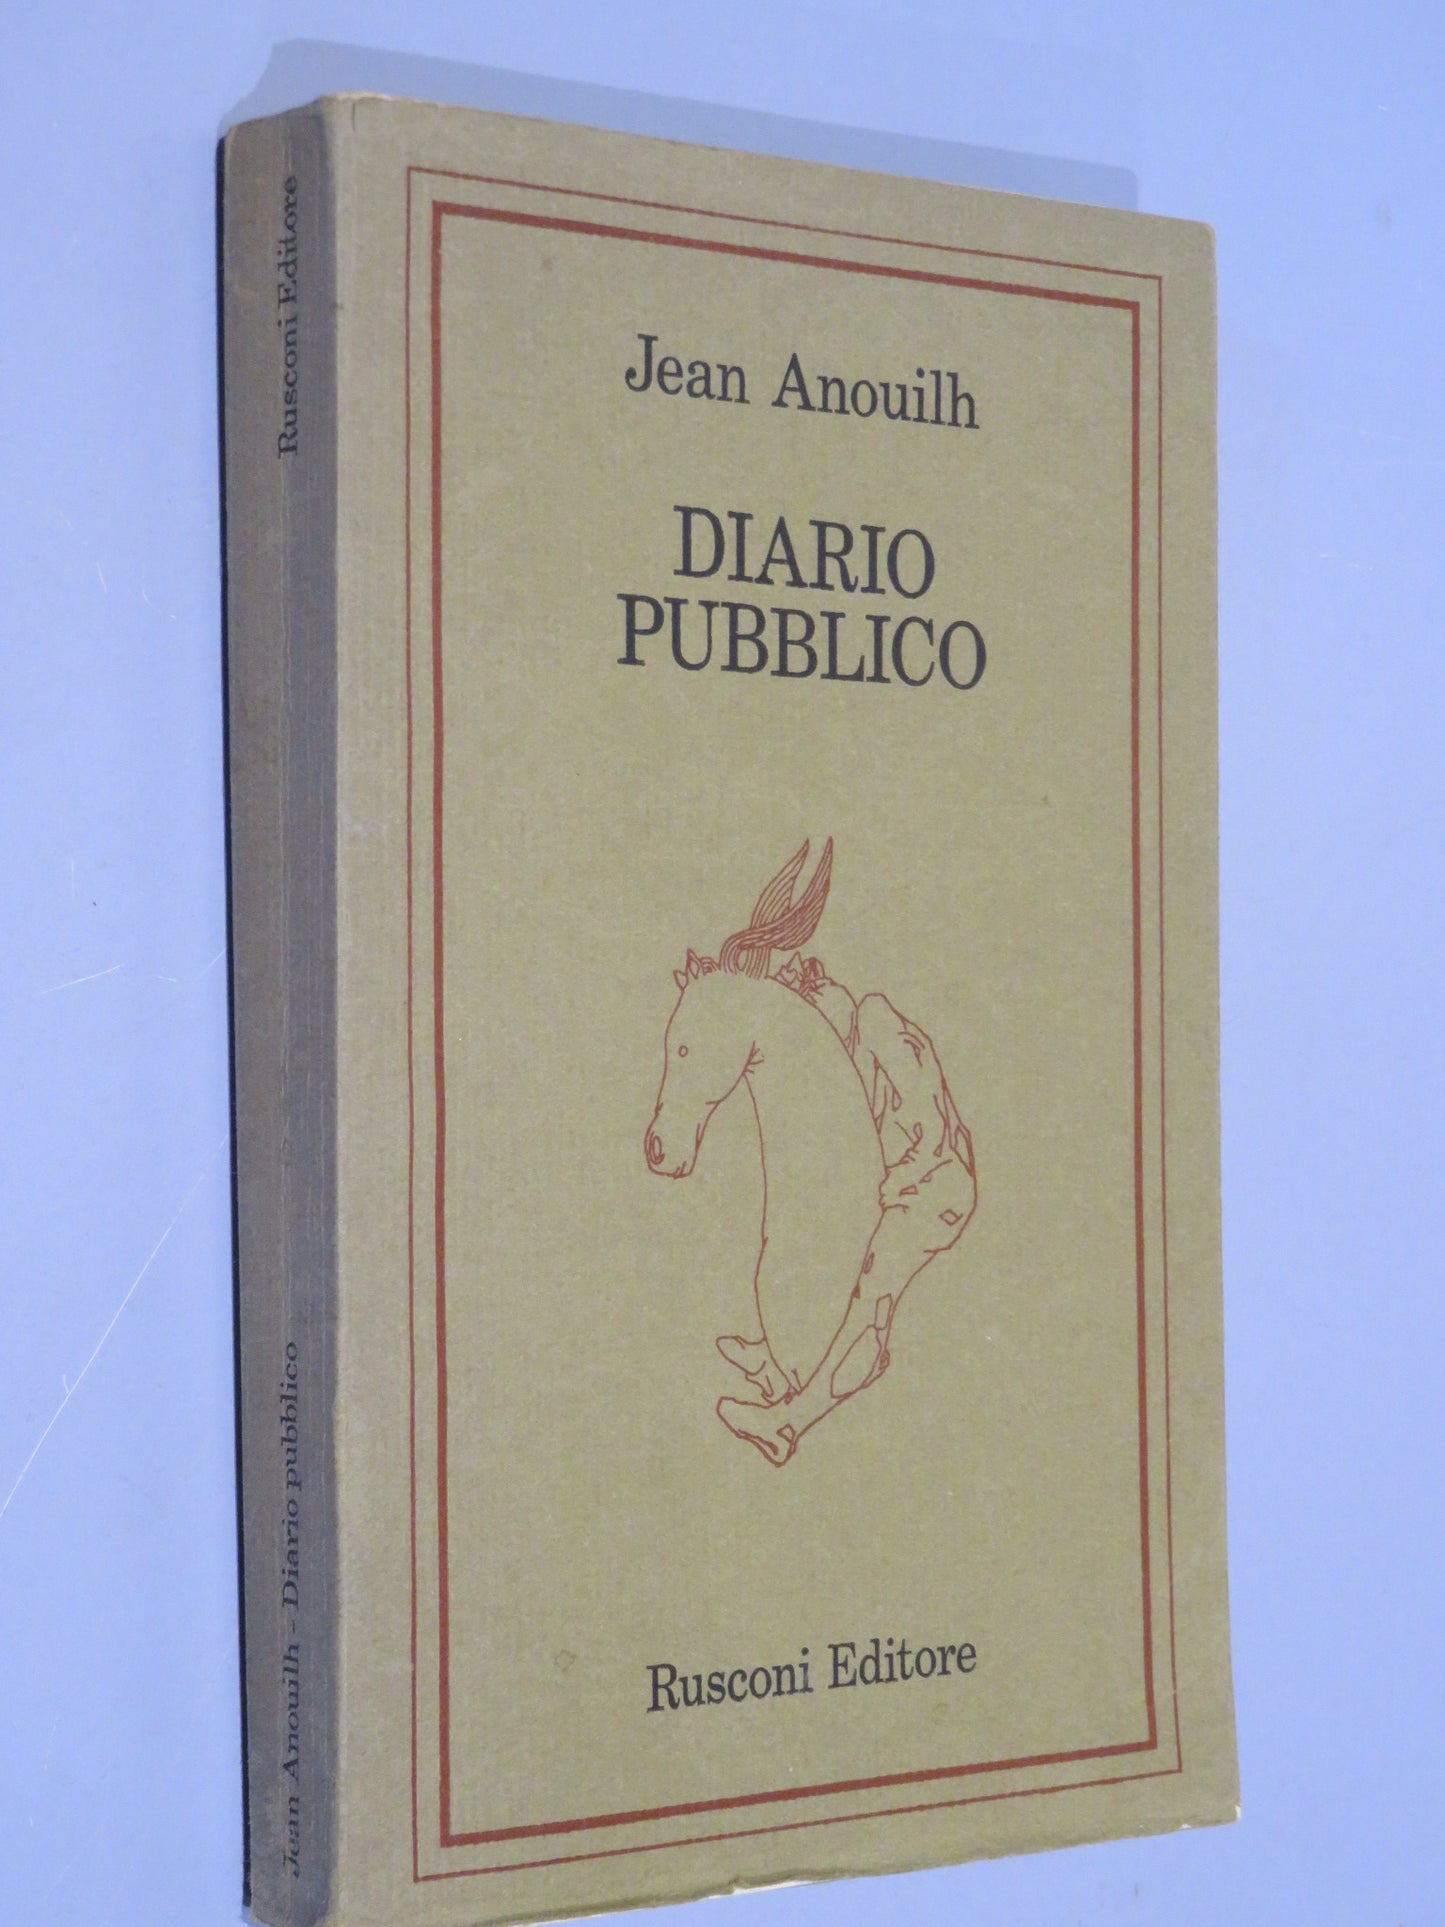 Jean Anouilh
DIARIO
PUBBLICO
Rusconi Editore
Jean Anouilh - Diario pubblico
Rusconi Editore